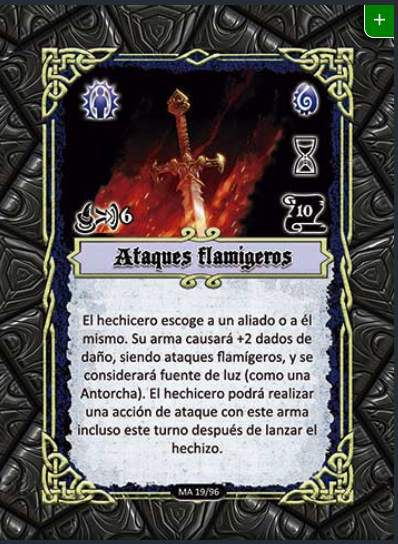 +
6
10
Ataques flamígeros
El hechicero escoge a un aliado o a él
mismo. Su arma causará +2 dados de
daño, siendo ataques flamígeros, y se
considerará fuente de luz (como una
Antorcha). El hechicero podrá realizar
una acción de ataque con este arma
incluso este turno después de lanzar el
hechizo.
MA 19/96